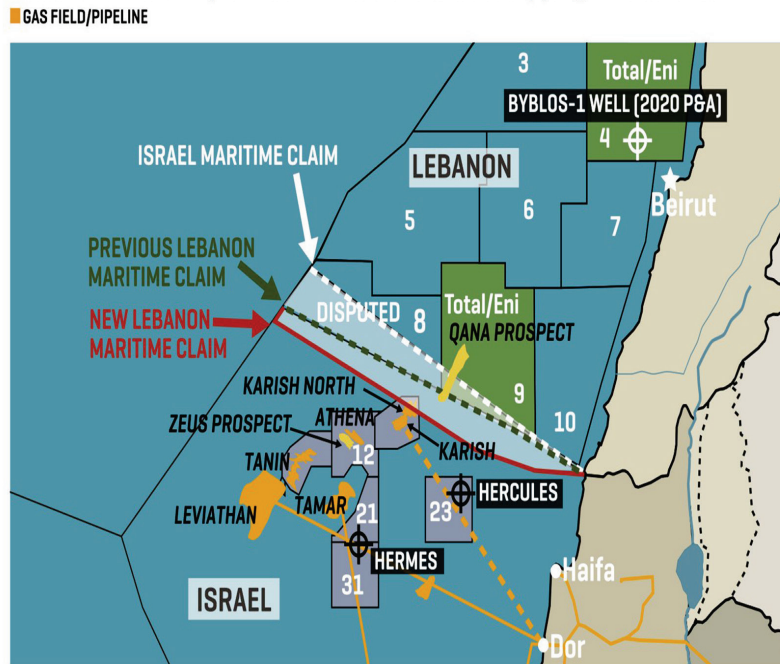 GAS FIELD/PIPELINE
3
Total/Eni
BYBLOS-1 WELL (2020 P&A)
4
ISRAEL MARITIME CLAIM
LEBANON
Beirut
5
6
7
PREVIOUS LEBANON
MARITIME CLAIM
NEW LEBANON
MARITIME CLAIM
DISPUTED
8
Total/Eni
QANA PROSPECT
9
10
KARISH NORTH
ZEUS PROSPECT
ATHENA
KARISH
12
TANIN
LEVIATHAN
TAMAR
21
23
HERCULES
HERMES
31
ISRAEL
Haifa
Dor